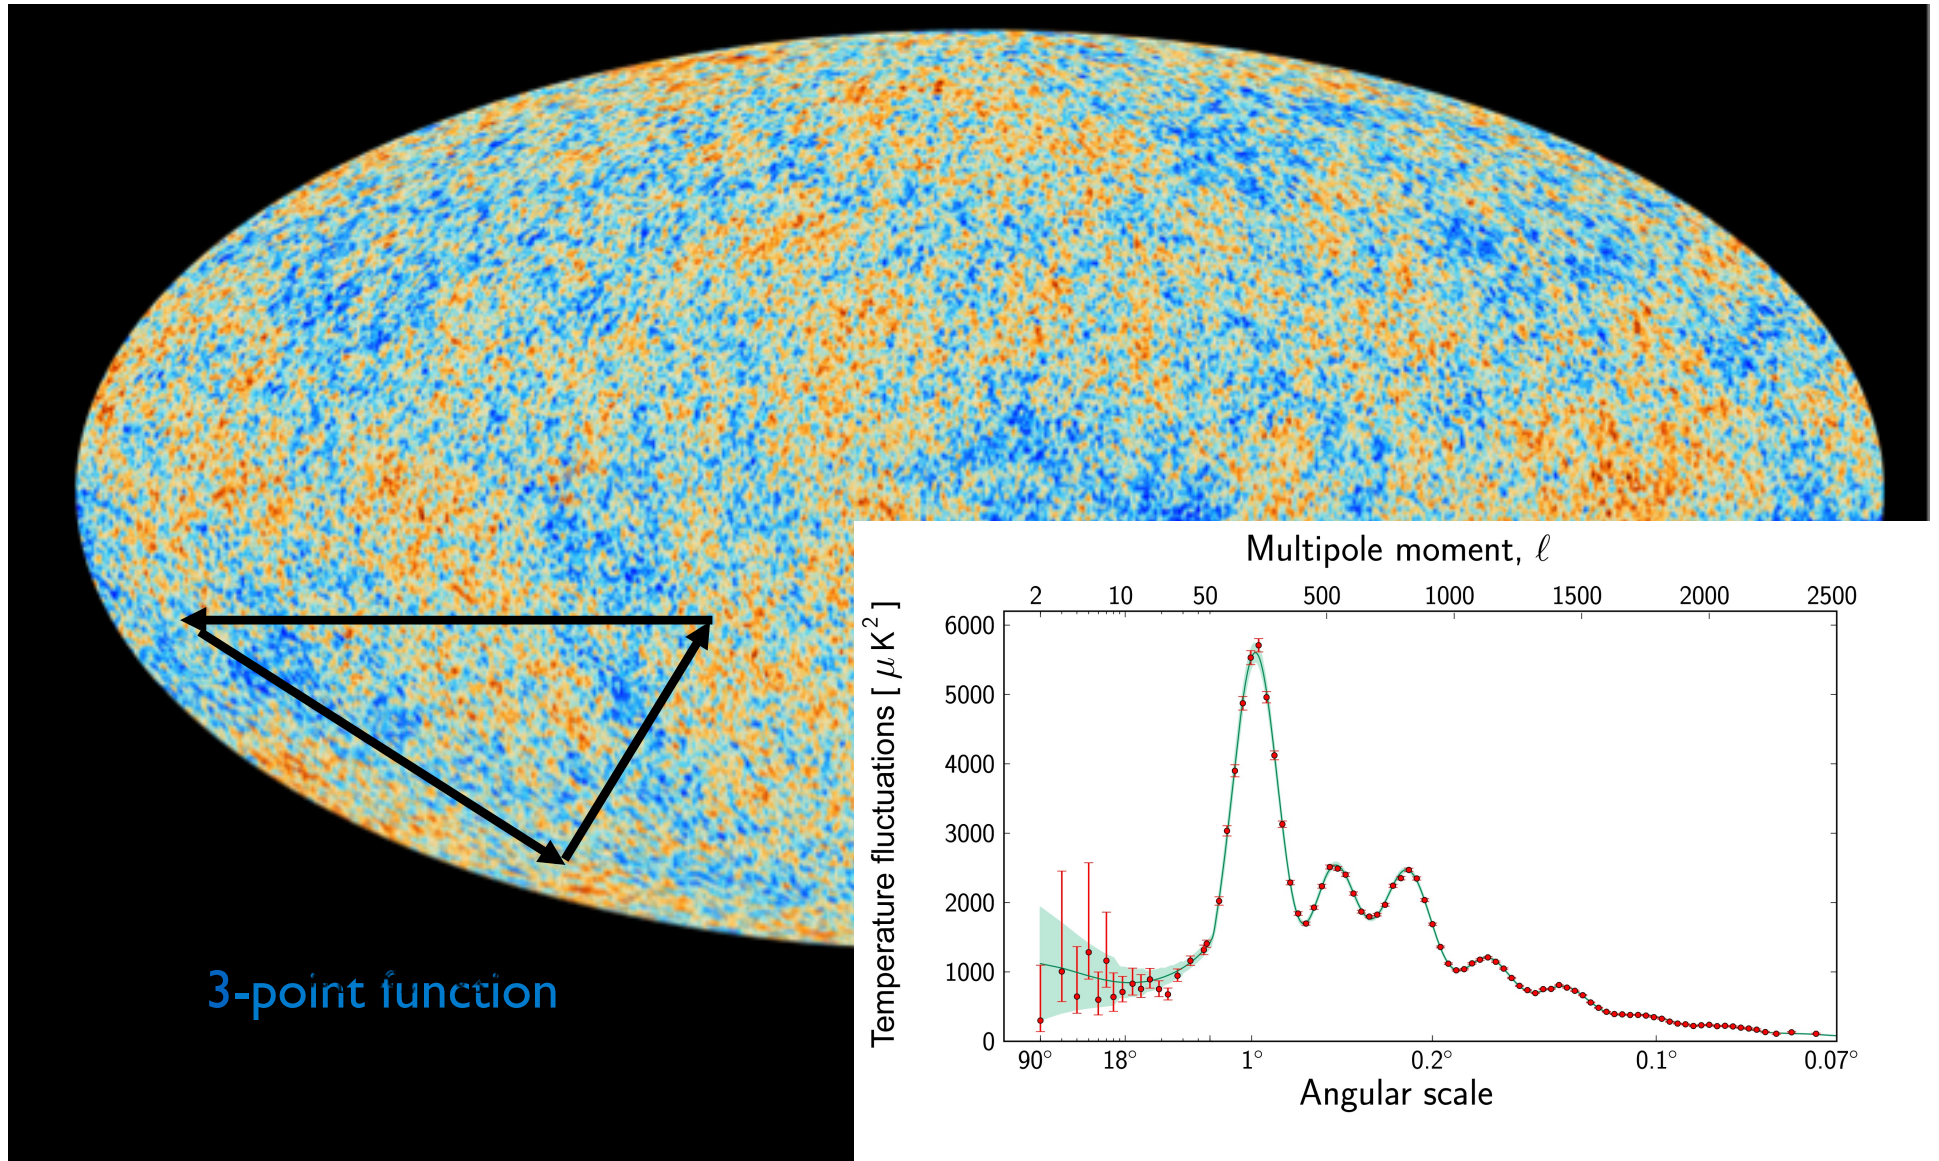 3-point function
Multipole moment, ℓ
2 10 50 500 1000 1500 2000 2500
Temperature fluctuations [ μ K²]
6000
5000
4000
3000
2000
1000
0
90° 18° 1° 0.2° 0.1° 0.07°
Angular scale